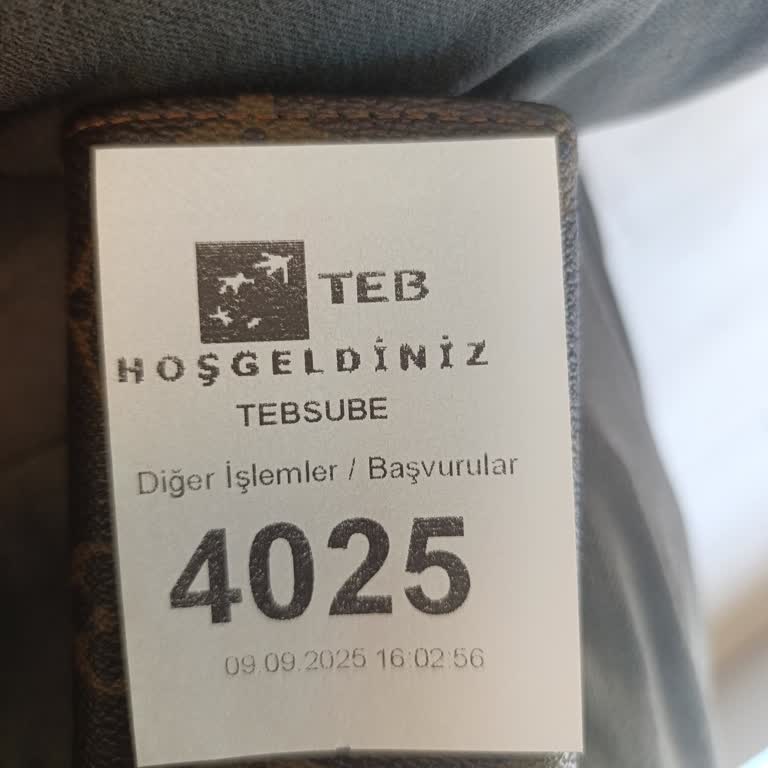 TEB
HOŞGELDİNİZ
TEBSUBE
Diğer İşlemler / Başvurular
4025
09.09.2025 16:02:56